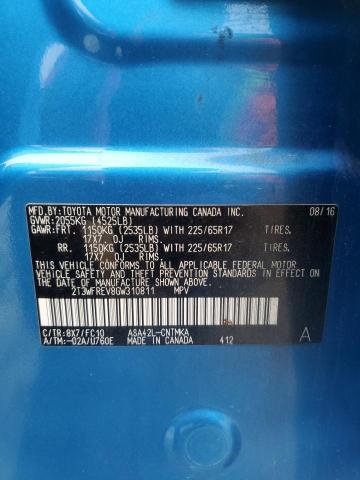 MFD.BY:TOYOTA MOTOR MANUFACTURING CANADA INC. 08/16
GVWR:2055KG (4525LB)
GAWR:FRT. 1150KG (2535LB) WITH 225/65R17 TIRES,
17X7 0J RIMS.
RR. 1150KG (2535LB) WITH 225/65R17 TIRES,
17X7 0J RIMS.
THIS VEHICLE CONFORMS TO ALL APPLICABLE FEDERAL MOTOR
VEHICLE SAFETY STANDARDS IN EFFECT ON THE DATE OF
MANUFACTURE SHOWN ABOVE.
2T3WFREV8GW310811 MPV
C/TR:8X7/FC10 ASA42L-CNTMKA A
A/TM:-02A/U760E MADE IN CANADA 412